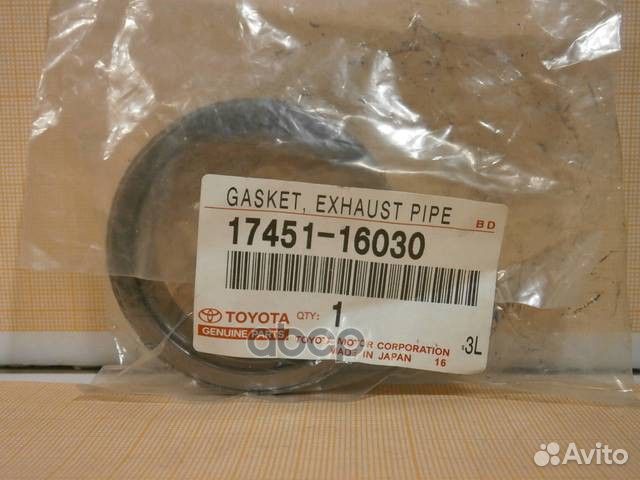 GASKET, EXHAUST PIPE
BD
17451-16030
TOYOTA QTY: 1
GENUINE PARTS
TOYOTA MOTOR CORPORATION
MADE IN JAPAN 16
3L
abcp
Avito